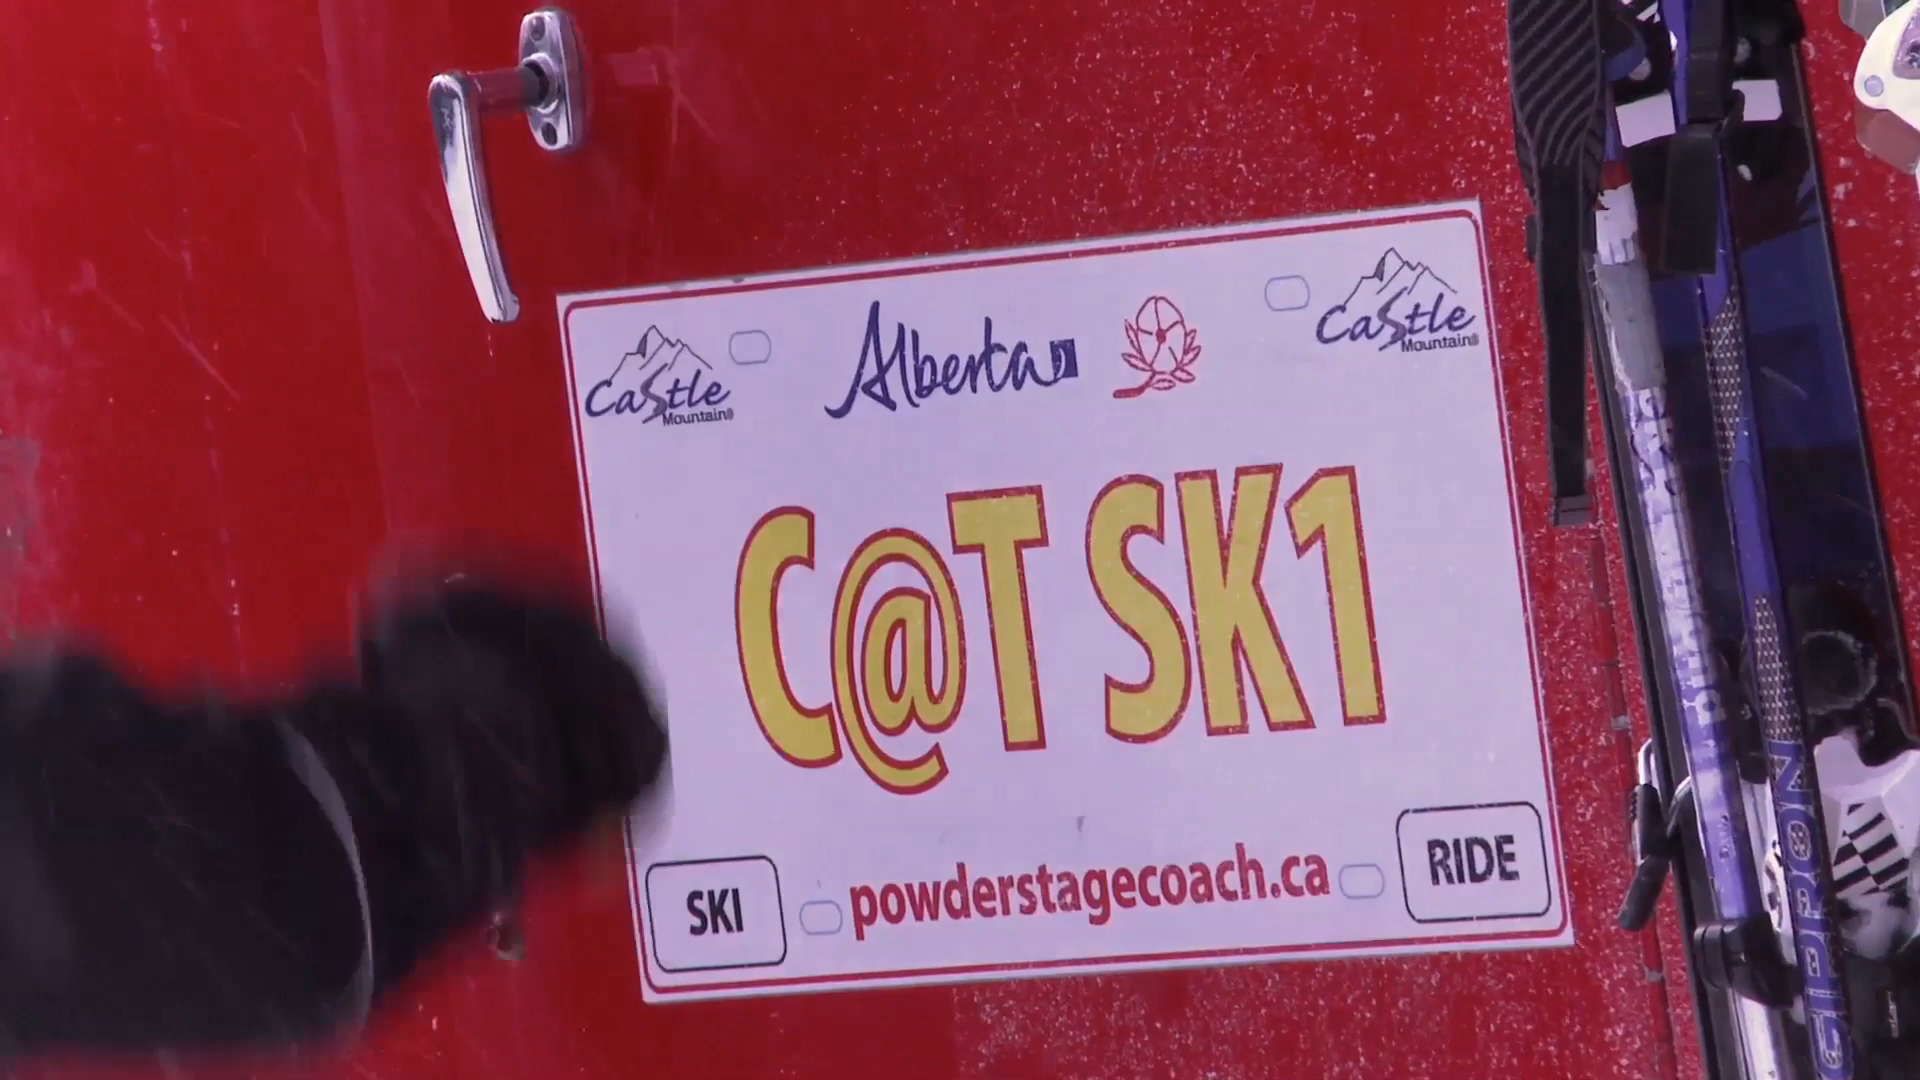 Castle
Mountain®
Alberta
Castle
Mountain®
C@T SK1
SKI
powderstagecoach.ca
RIDE